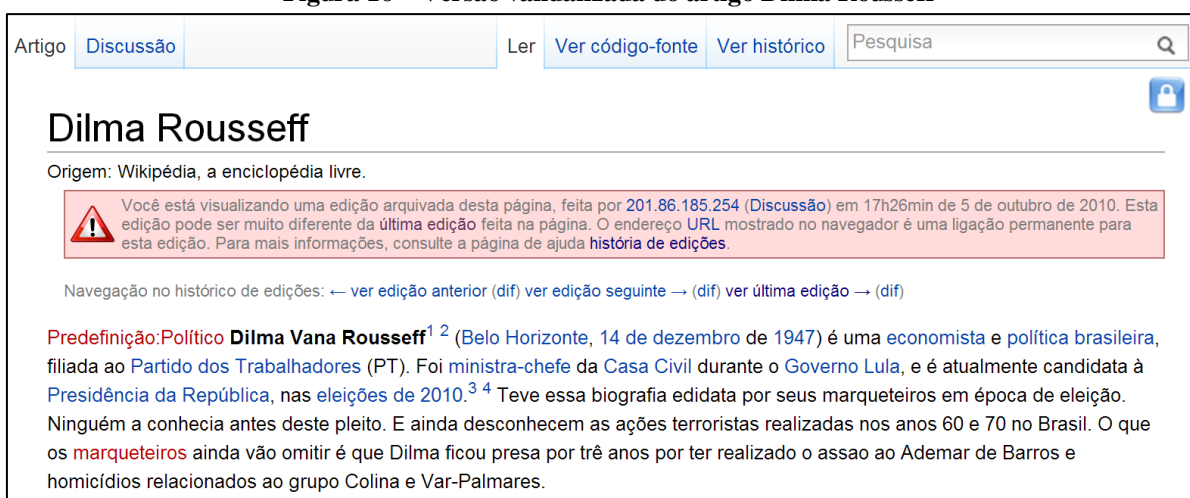 Figura 16 – Versão vandalizada do artigo Dilma Rousseff
Artigo Discussão Ler Ver código-fonte Ver histórico Pesquisa
Dilma Rousseff
Origem: Wikipédia, a enciclopédia livre.
Você está visualizando uma edição arquivada desta página, feita por 201.86.185.254 (Discussão) em 17h26min de 5 de outubro de 2010. Esta
edição pode ser muito diferente da última edição feita na página. O endereço URL mostrado no navegador é uma ligação permanente para
esta edição. Para mais informações, consulte a página de ajuda história de edições.
Navegação no histórico de edições: ← ver edição anterior (dif) ver edição seguinte → (dif) ver última edição → (dif)
Predefinição:Político Dilma Vana Rousseff1 2 (Belo Horizonte, 14 de dezembro de 1947) é uma economista e política brasileira,
filiada ao Partido dos Trabalhadores (PT). Foi ministra-chefe da Casa Civil durante o Governo Lula, e é atualmente candidata à
Presidência da República, nas eleições de 2010.3 4 Teve essa biografia edidata por seus marqueteiros em época de eleição.
Ninguém a conhecia antes deste pleito. E ainda desconhecem as ações terroristas realizadas nos anos 60 e 70 no Brasil. O que
os marqueteiros ainda vão omitir é que Dilma ficou presa por trê anos por ter realizado o assao ao Ademar de Barros e
homicídios relacionados ao grupo Colina e Var-Palmares.